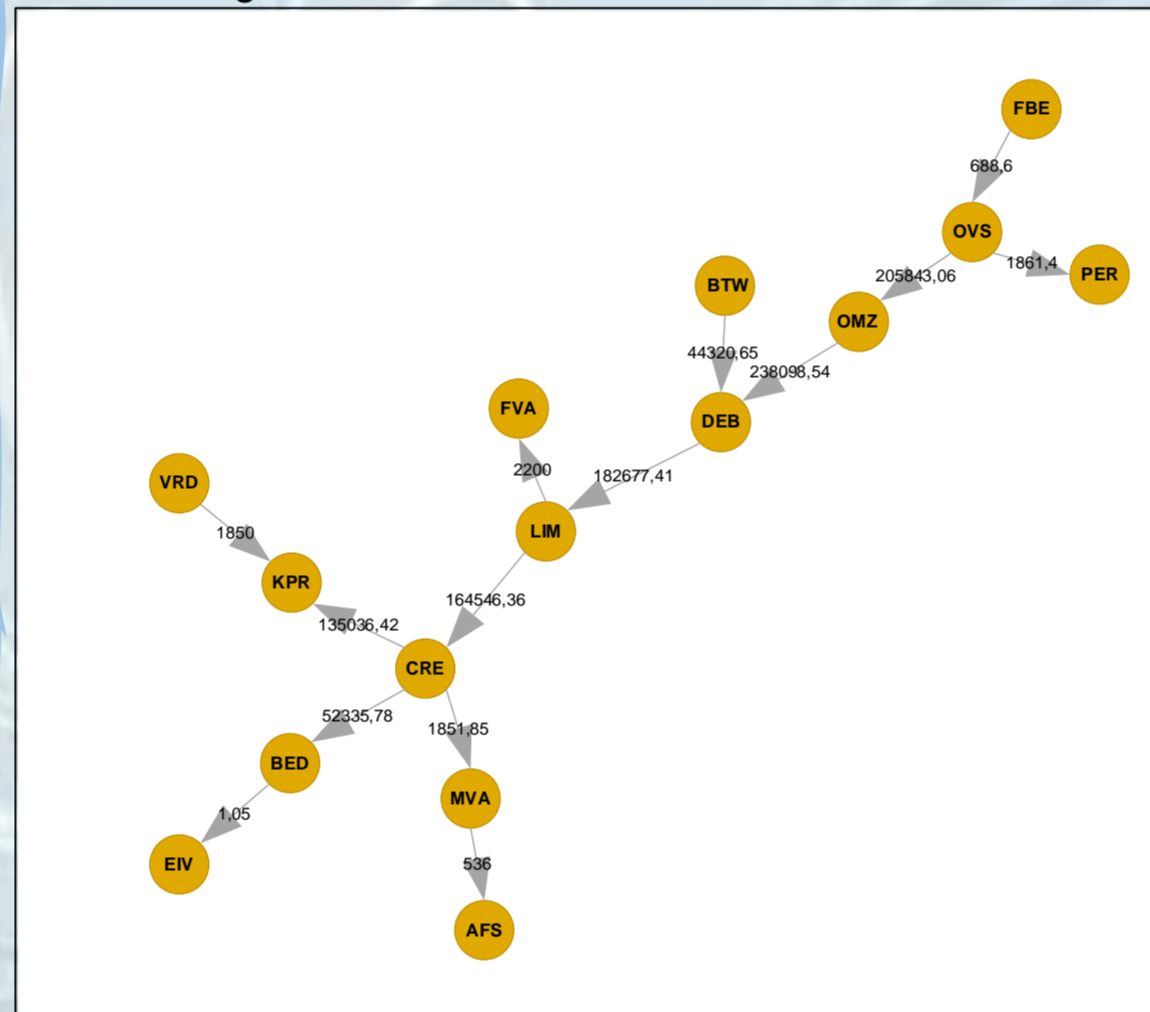 FBE
688,6
OVS
1861,4
PER
205843,06
BTW
OMZ
44320,65
238098,54
DEB
FVA
2200
182677,41
VRD
LIM
1850
KPR
164546,36
135036,42
CRE
52335,78
1851,85
BED
MVA
1,05
EIV
536
AFS